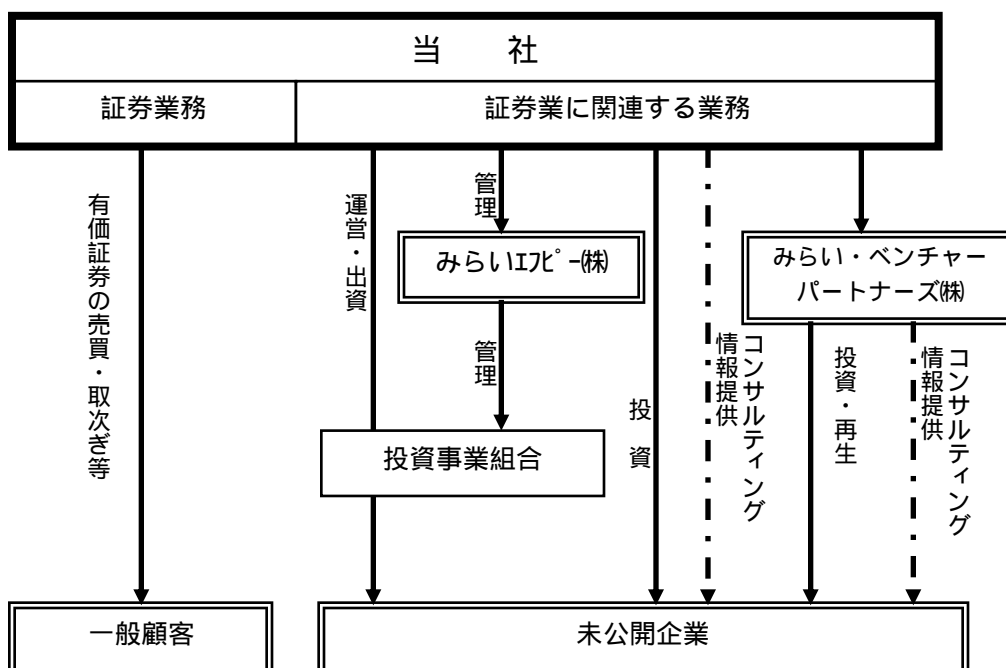 当　　社
証券業務
証券業に関連する業務
有価証券の売買・取次ぎ等
運営・出資
管理
みらいｴﾌﾋﾟｰ㈱
管理
投資事業組合
投　資
コンサルティング
情報提供
みらい・ベンチャー
パートナーズ㈱
投資・再生
コンサルティング
情報提供
一般顧客
未公開企業